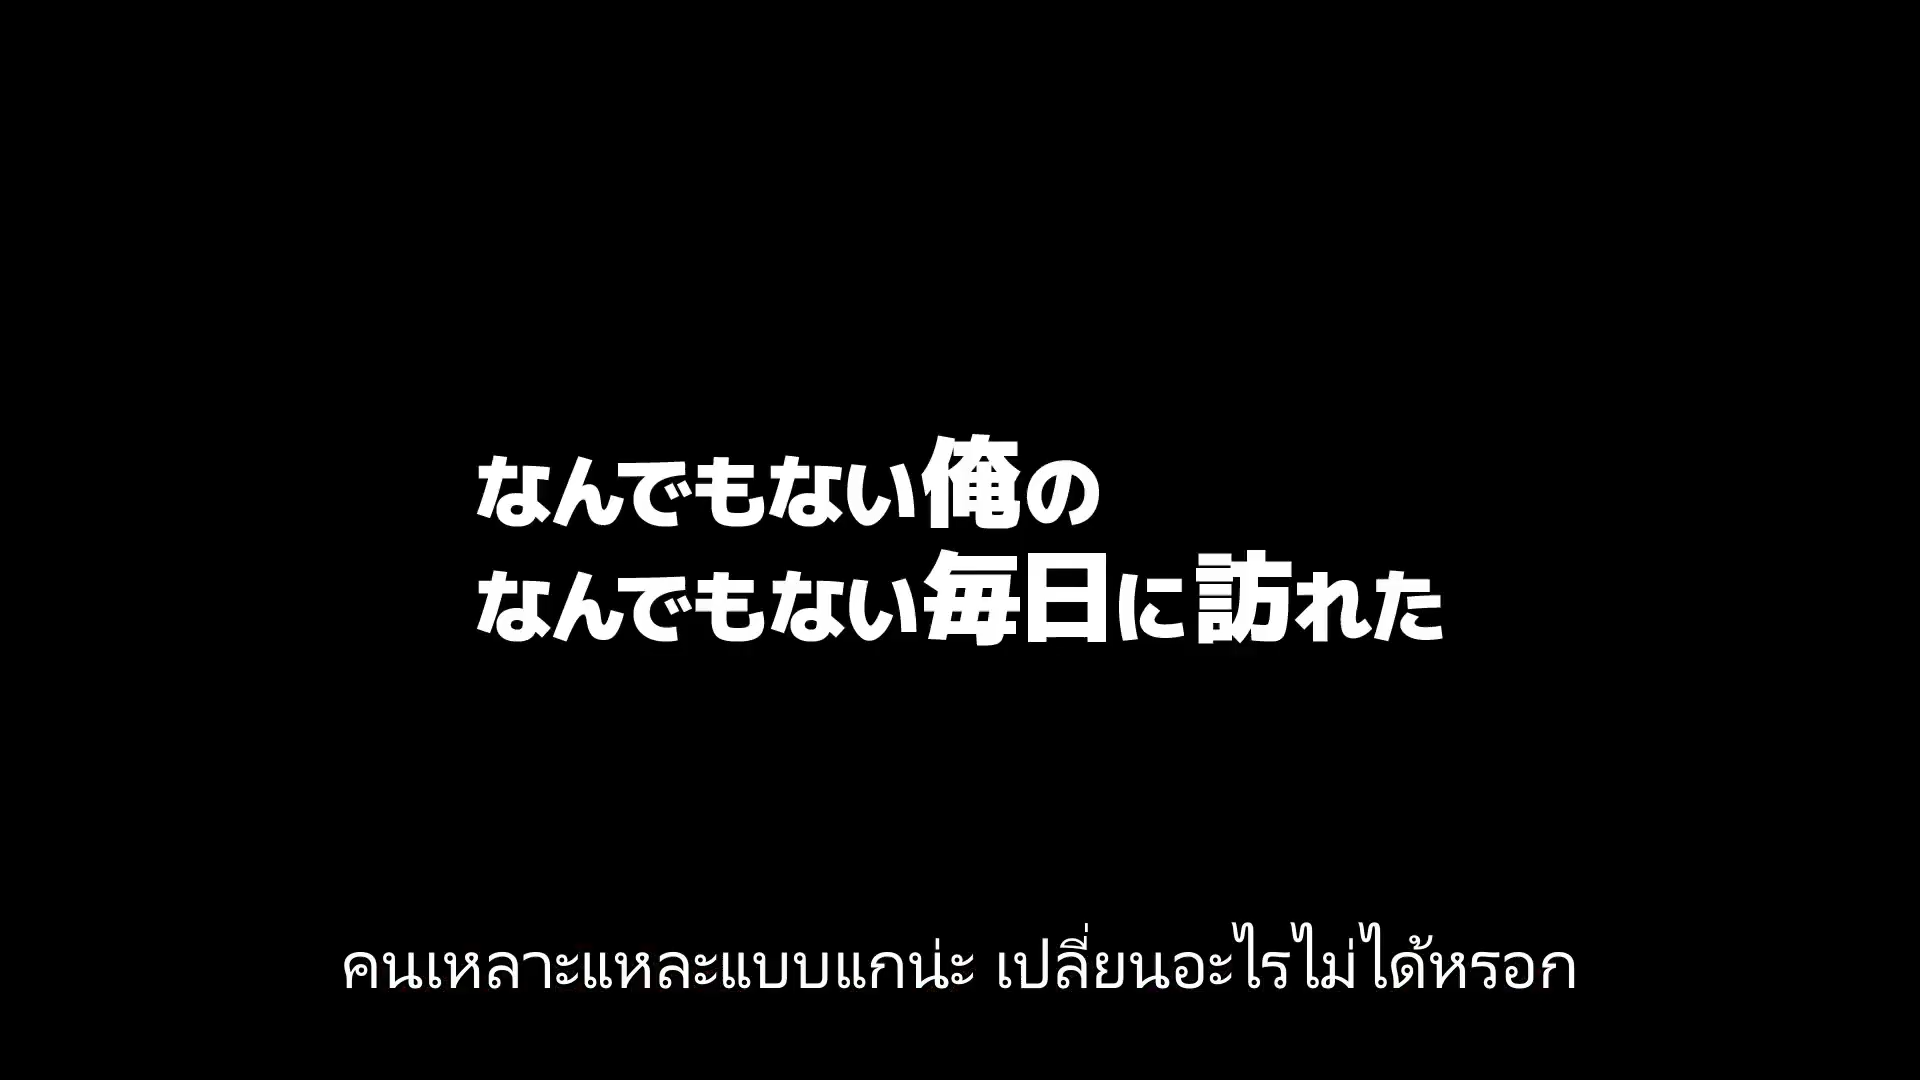 なんでもない俺の
なんでもない毎日に訪れた
คนเหลาะแหละแบบแกน่ะ เปลี่ยนอะไรไม่ได้หรอก